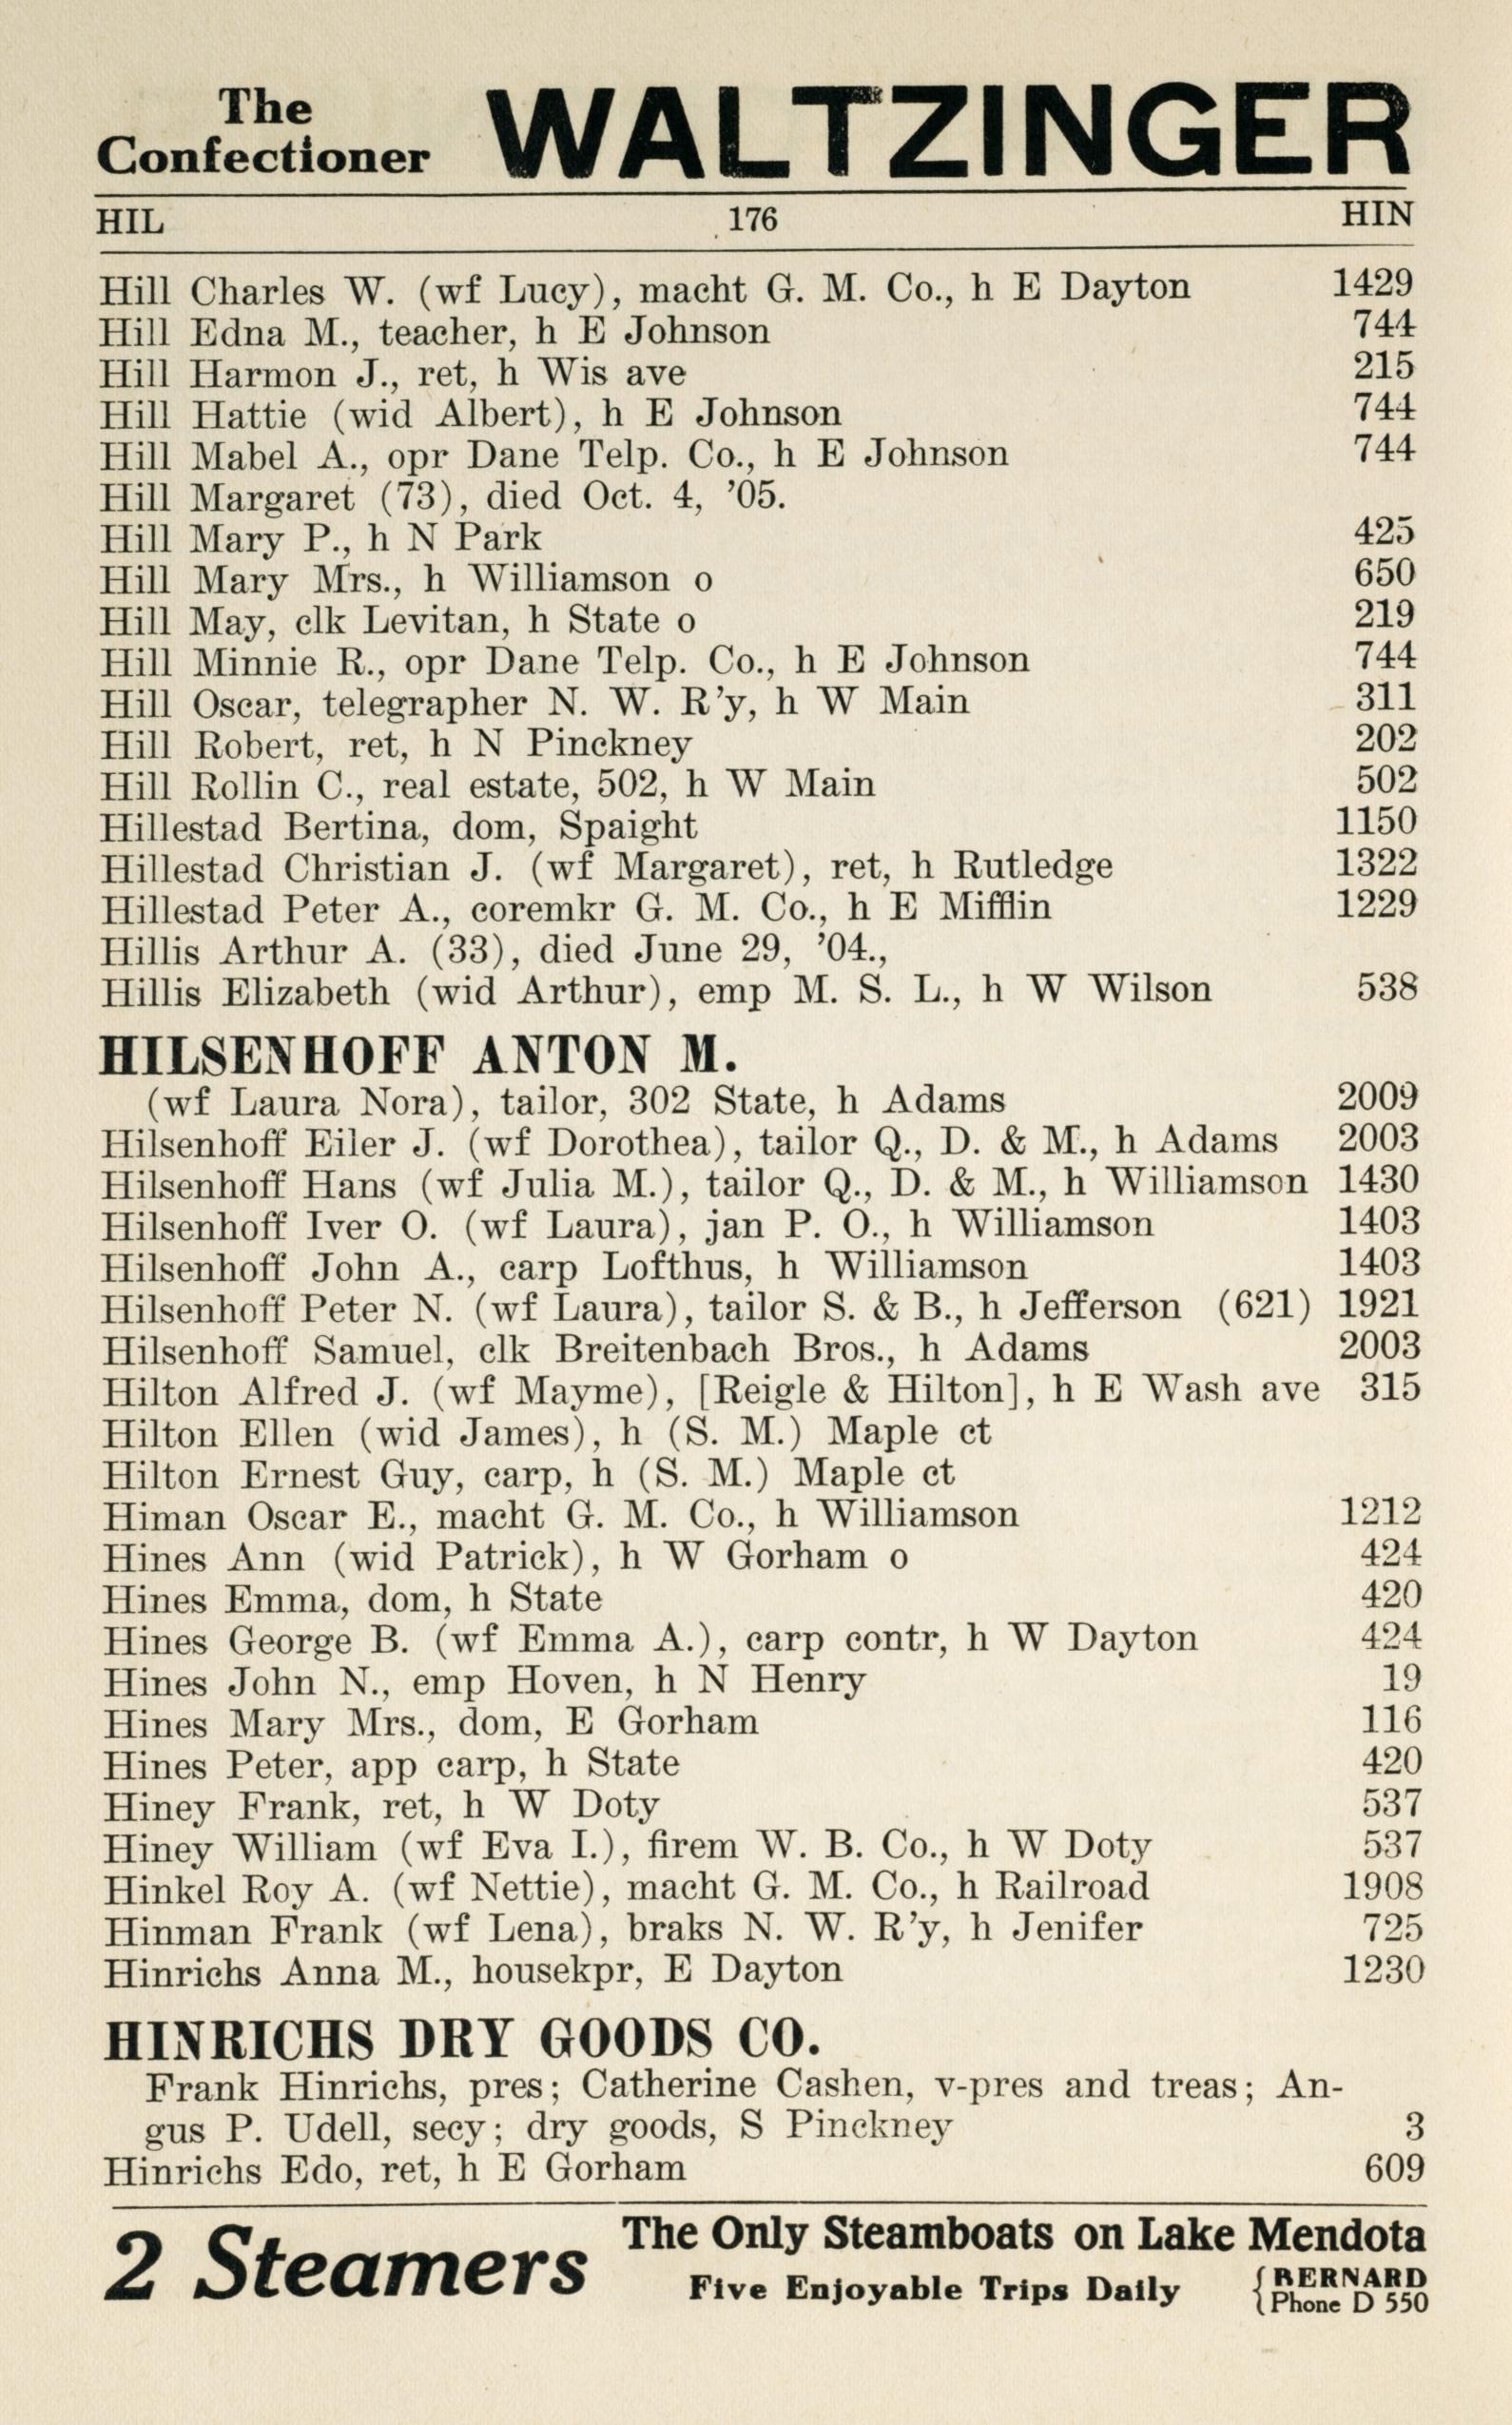 The
Confectioner WALTZINGER
HIL 176 HIN
Hill Charles W. (wf Lucy), macht G. M. Co., h E Dayton 1429
Hill Edna M., teacher, h E Johnson 744
Hill Harmon J., ret, h Wis ave 215
Hill Hattie (wid Albert), h E Johnson 744
Hill Mabel A., opr Dane Telp. Co., h E Johnson 744
Hill Margaret (73), died Oct. 4, ’05.
Hill Mary P., h N Park 425
Hill Mary Mrs., h Williamson o 650
Hill May, clk Levitan, h State o 219
Hill Minnie R., opr Dane Telp. Co., h E Johnson 744
Hill Oscar, telegrapher N. W. R’y, h W Main 311
Hill Robert, ret, h N Pinckney 202
Hill Rollin C., real estate, 502, h W Main 502
Hillestad Bertina, dom, Spaight 1150
Hillestad Christian J. (wf Margaret), ret, h Rutledge 1322
Hillestad Peter A., coremkr G. M. Co., h E Mifflin 1229
Hillis Arthur A. (33), died June 29, ’04.,
Hillis Elizabeth (wid Arthur), emp M. S. L., h W Wilson 538
HILSENHOFF ANTON M.
(wf Laura Nora), tailor, 302 State, h Adams 2009
Hilsenhoff Eiler J. (wf Dorothea), tailor Q., D. & M., h Adams 2003
Hilsenhoff Hans (wf Julia M.), tailor Q., D. & M., h Williamson 1430
Hilsenhoff Iver O. (wf Laura), jan P. O., h Williamson 1403
Hilsenhoff John A., carp Lofthus, h Williamson 1403
Hilsenhoff Peter N. (wf Laura), tailor S. & B., h Jefferson (621) 1921
Hilsenhoff Samuel, clk Breitenbach Bros., h Adams 2003
Hilton Alfred J. (wf Mayme), [Reigle & Hilton], h E Wash ave 315
Hilton Ellen (wid James), h (S. M.) Maple ct
Hilton Ernest Guy, carp, h (S. M.) Maple ct
Himan Oscar E., macht G. M. Co., h Williamson 1212
Hines Ann (wid Patrick), h W Gorham o 424
Hines Emma, dom, h State 420
Hines George B. (wf Emma A.), carp contr, h W Dayton 424
Hines John N., emp Hoven, h N Henry 19
Hines Mary Mrs., dom, E Gorham 116
Hines Peter, app carp, h State 420
Hiney Frank, ret, h W Doty 537
Hiney William (wf Eva I.), firem W. B. Co., h W Doty 537
Hinkel Roy A. (wf Nettie), macht G. M. Co., h Railroad 1908
Hinman Frank (wf Lena), braks N. W. R’y, h Jenifer 725
Hinrichs Anna M., housekpr, E Dayton 1230
HINRICHS DRY GOODS CO.
Frank Hinrichs, pres; Catherine Cashen, v-pres and treas; An-
gus P. Udell, secy; dry goods, S Pinckney 3
Hinrichs Edo, ret, h E Gorham 609
2 Steamers The Only Steamboats on Lake Mendota
Five Enjoyable Trips Daily { BERNARD
Phone D 550